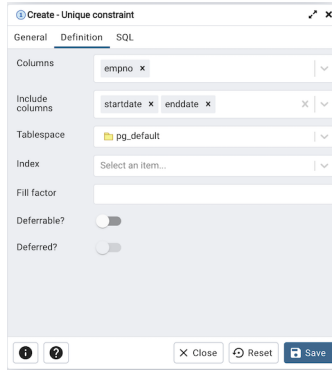 Create - Unique constraint
General Definition SQL
Columns
empno
Include
columns
startdate enddate
Tablespace
pg_default
Index
Select an item...
Fill factor
Deferrable?
Deferred?
Close Reset Save